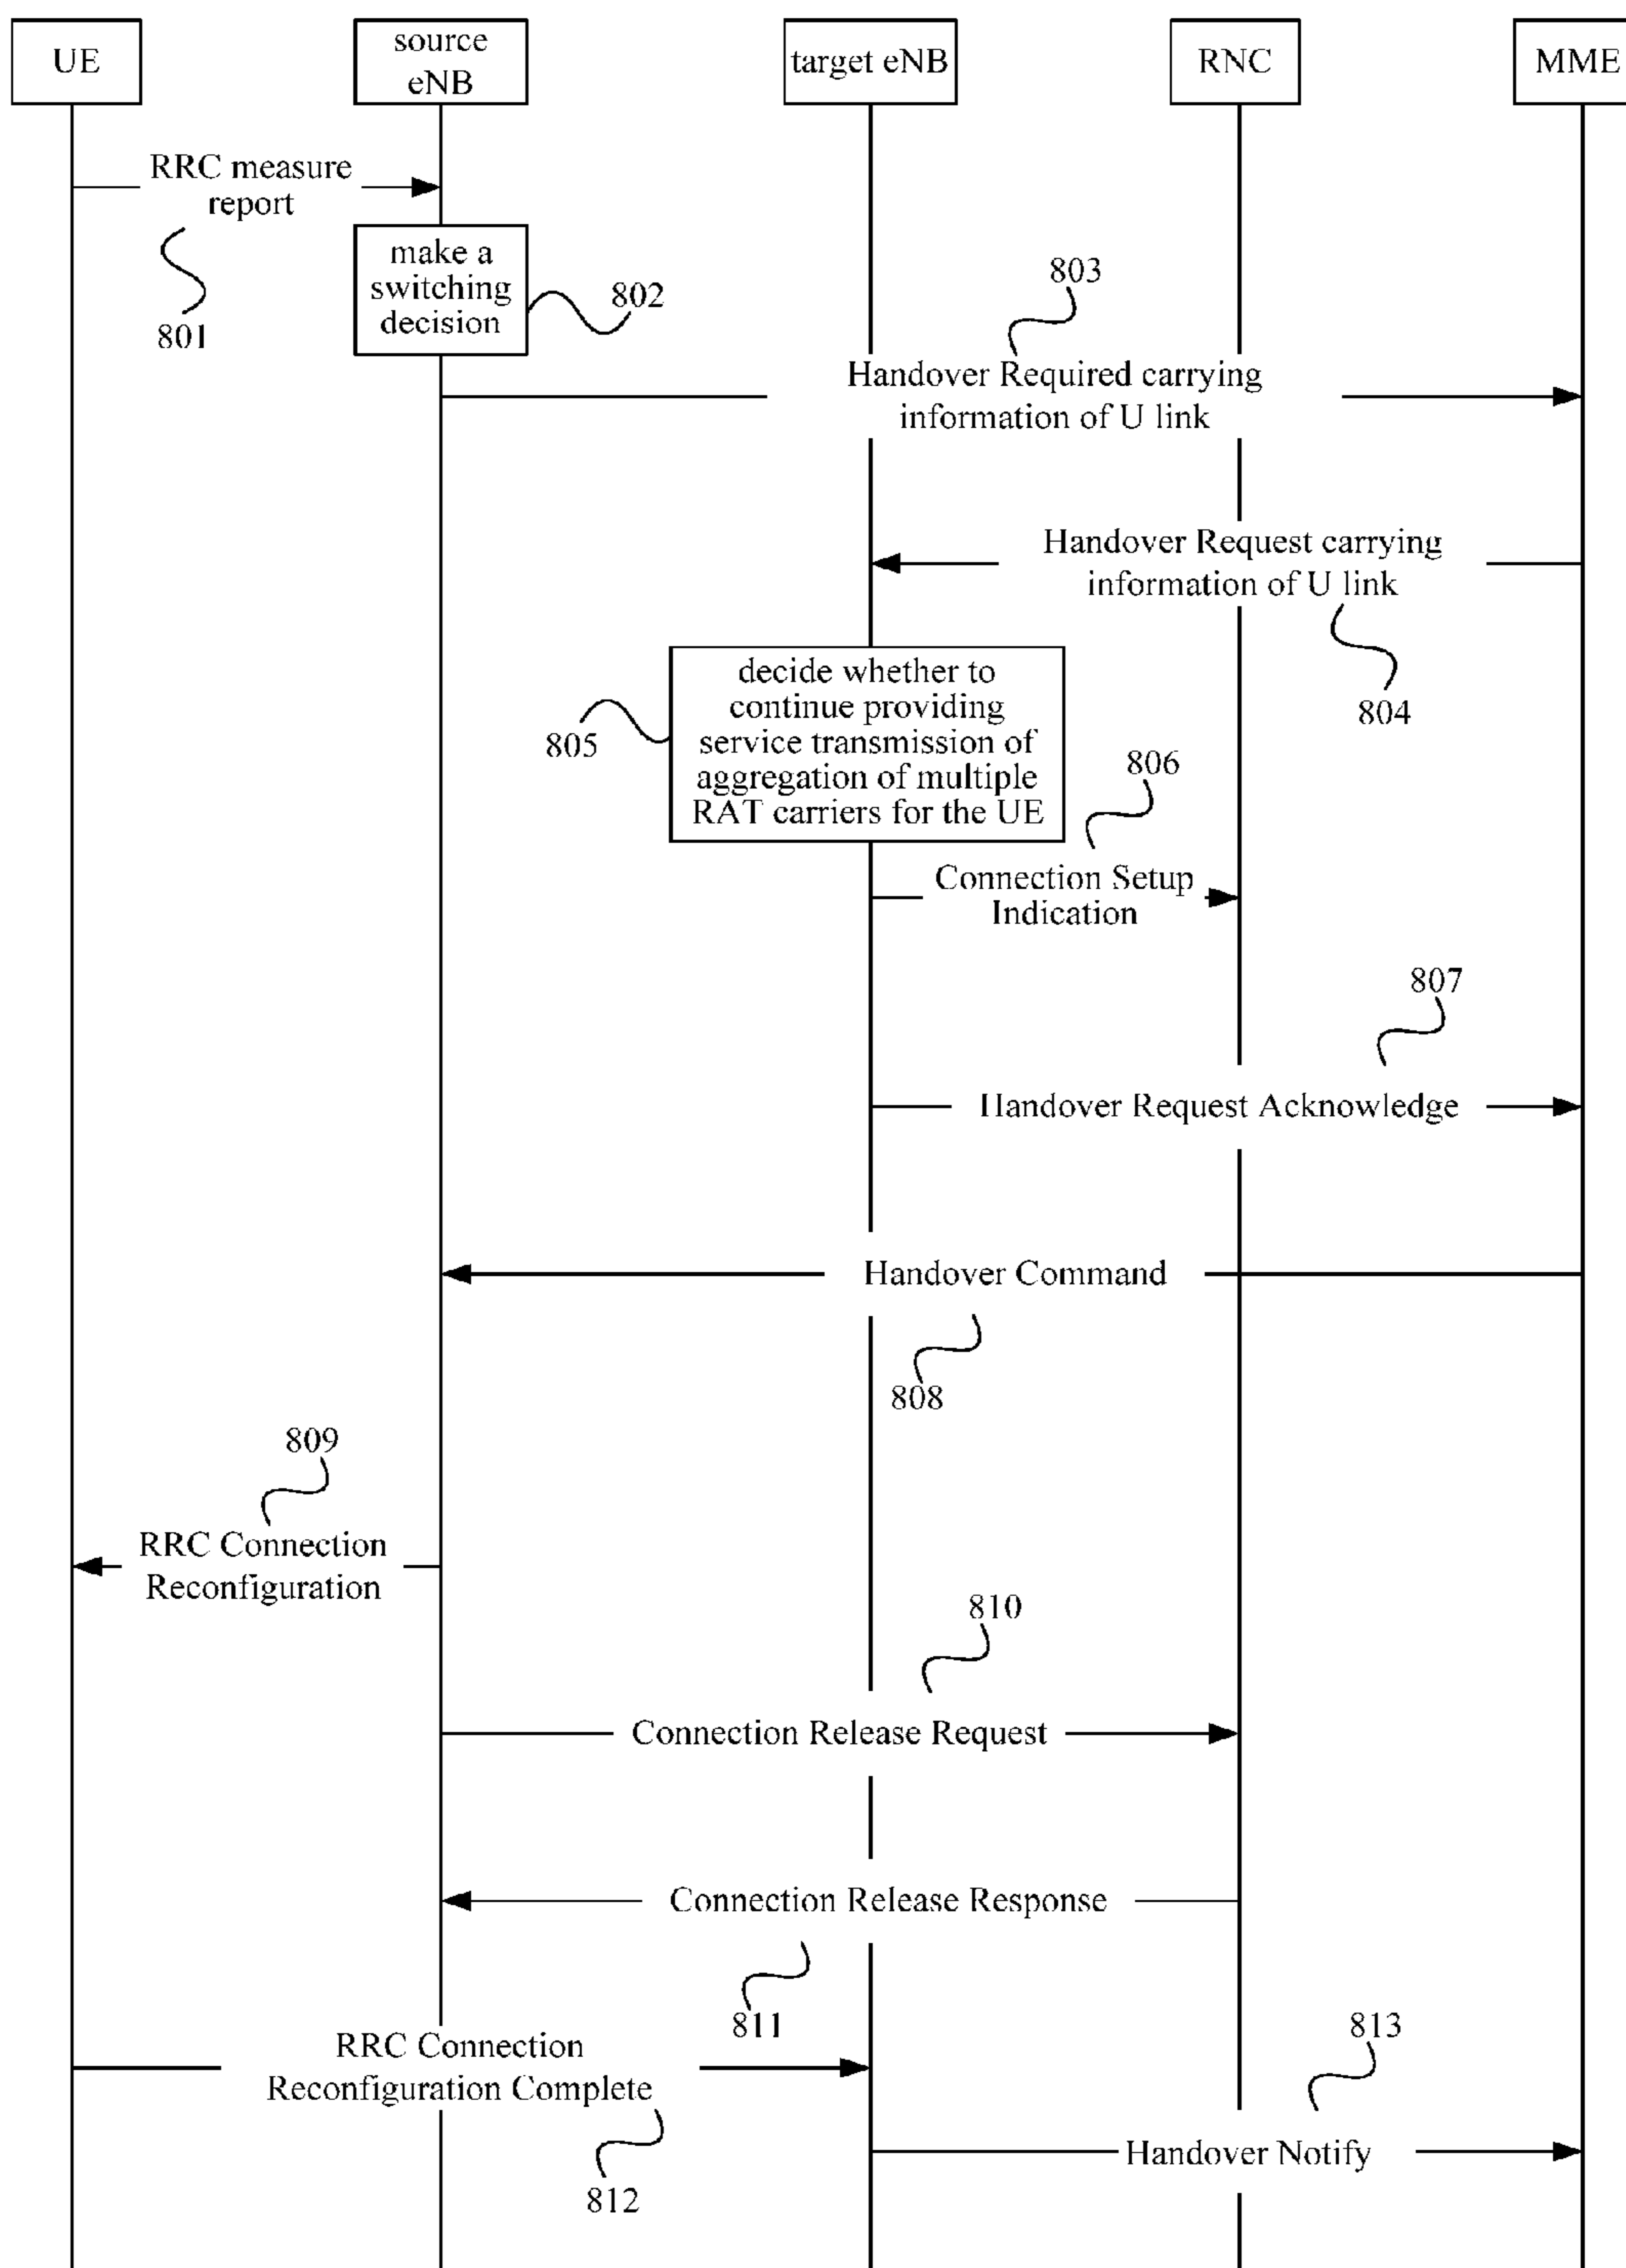 UE
source
eNB
target eNB
RNC
MME
RRC measure
report
801
make a
switching
decision
802
803
Handover Required carrying
information of U link
Handover Request carrying
information of U link
804
decide whether to
continue providing
service transmission of
aggregation of multiple
RAT carriers for the UE
805
806
Connection Setup
Indication
807
Handover Request Acknowledge
Handover Command
808
809
RRC Connection
Reconfiguration
810
Connection Release Request
Connection Release Response
811
RRC Connection
Reconfiguration Complete
812
813
Handover Notify